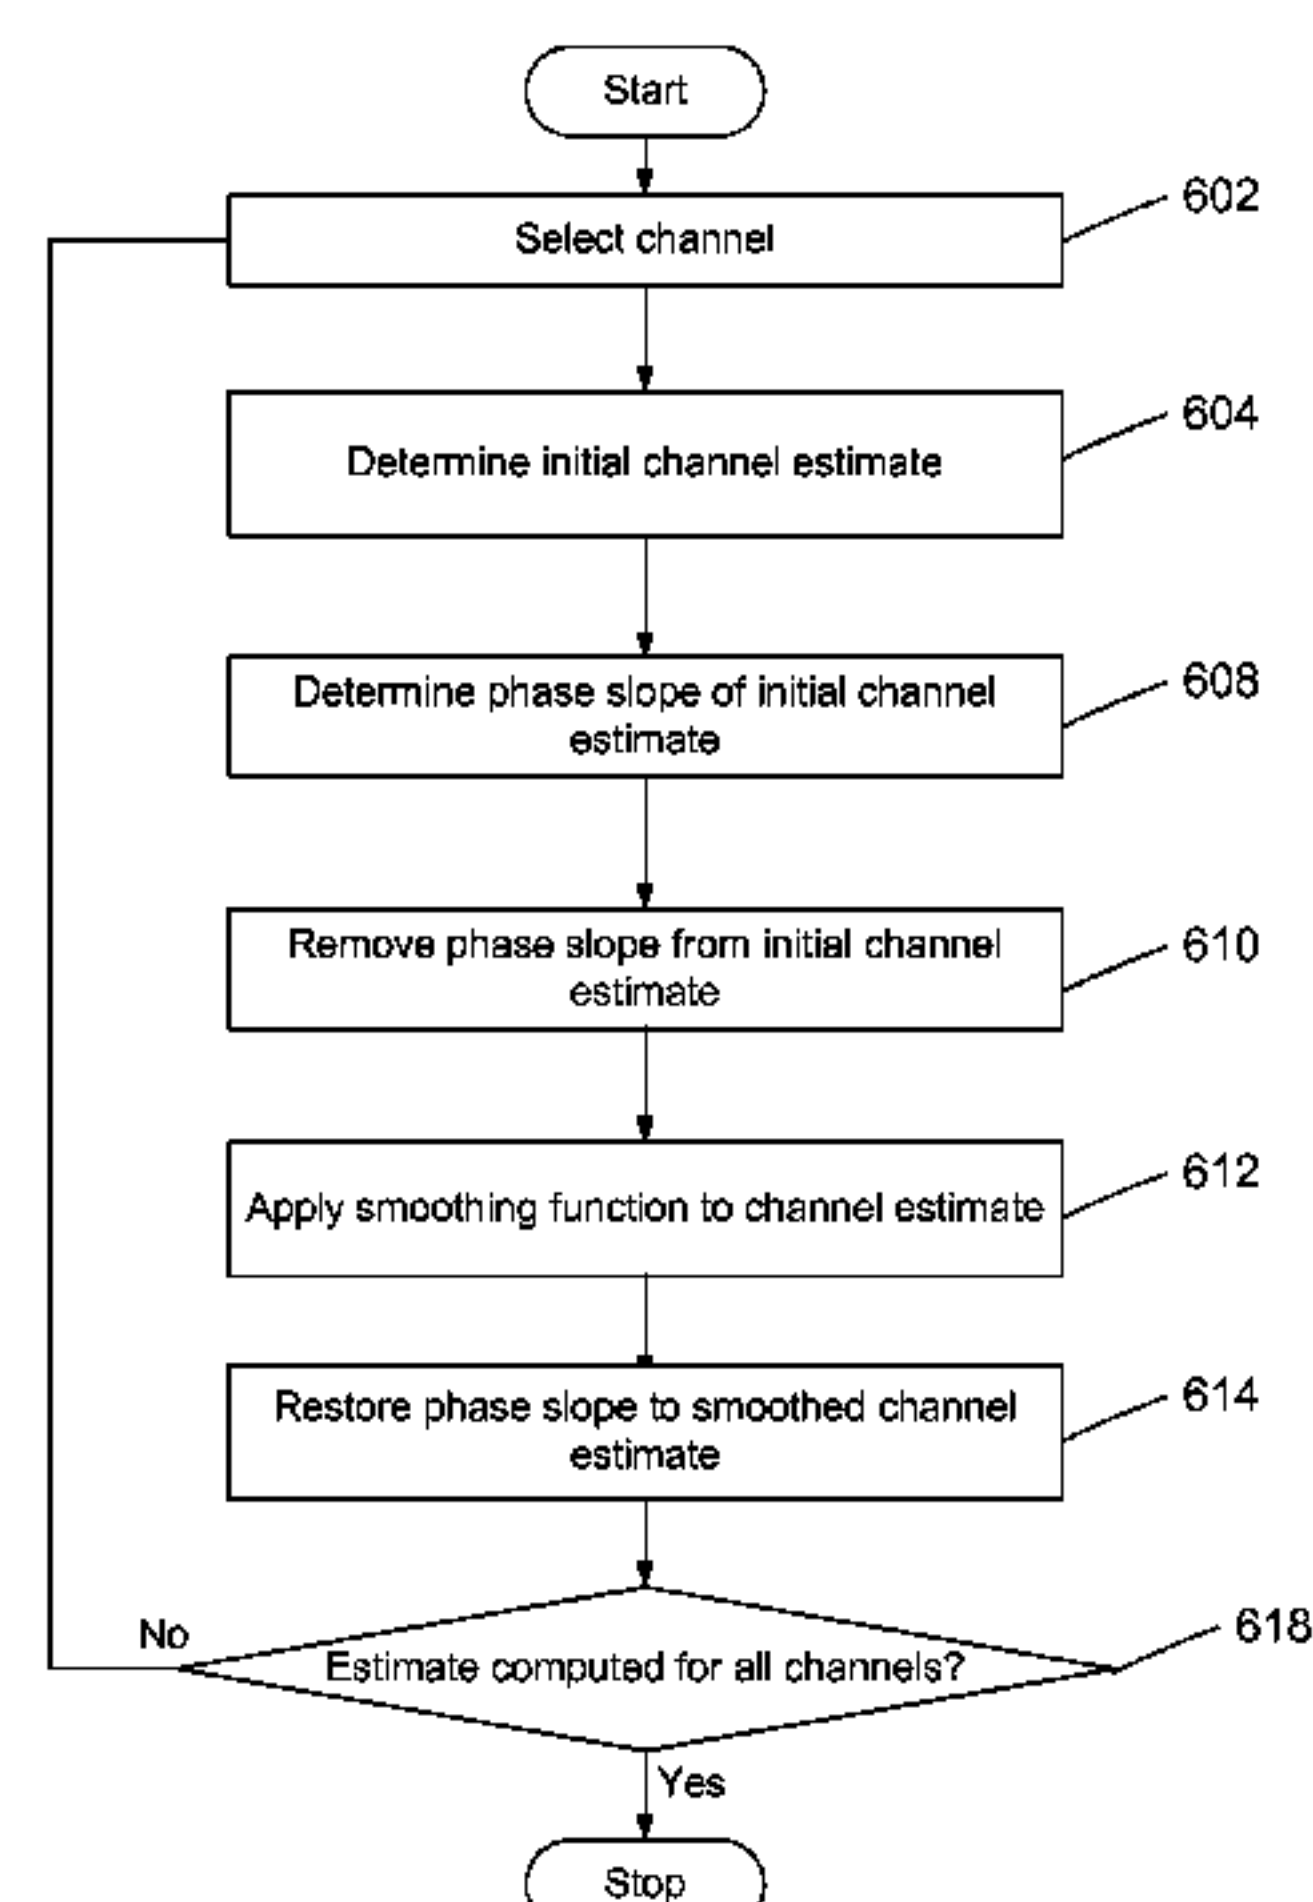 Start
602
Select channel
604
Determine initial channel estimate
608
Determine phase slope of initial channel
estimate
610
Remove phase slope from initial channel
estimate
612
Apply smoothing function to channel estimate
614
Restore phase slope to smoothed channel
estimate
618
No
Estimate computed for all channels?
Yes
Stop